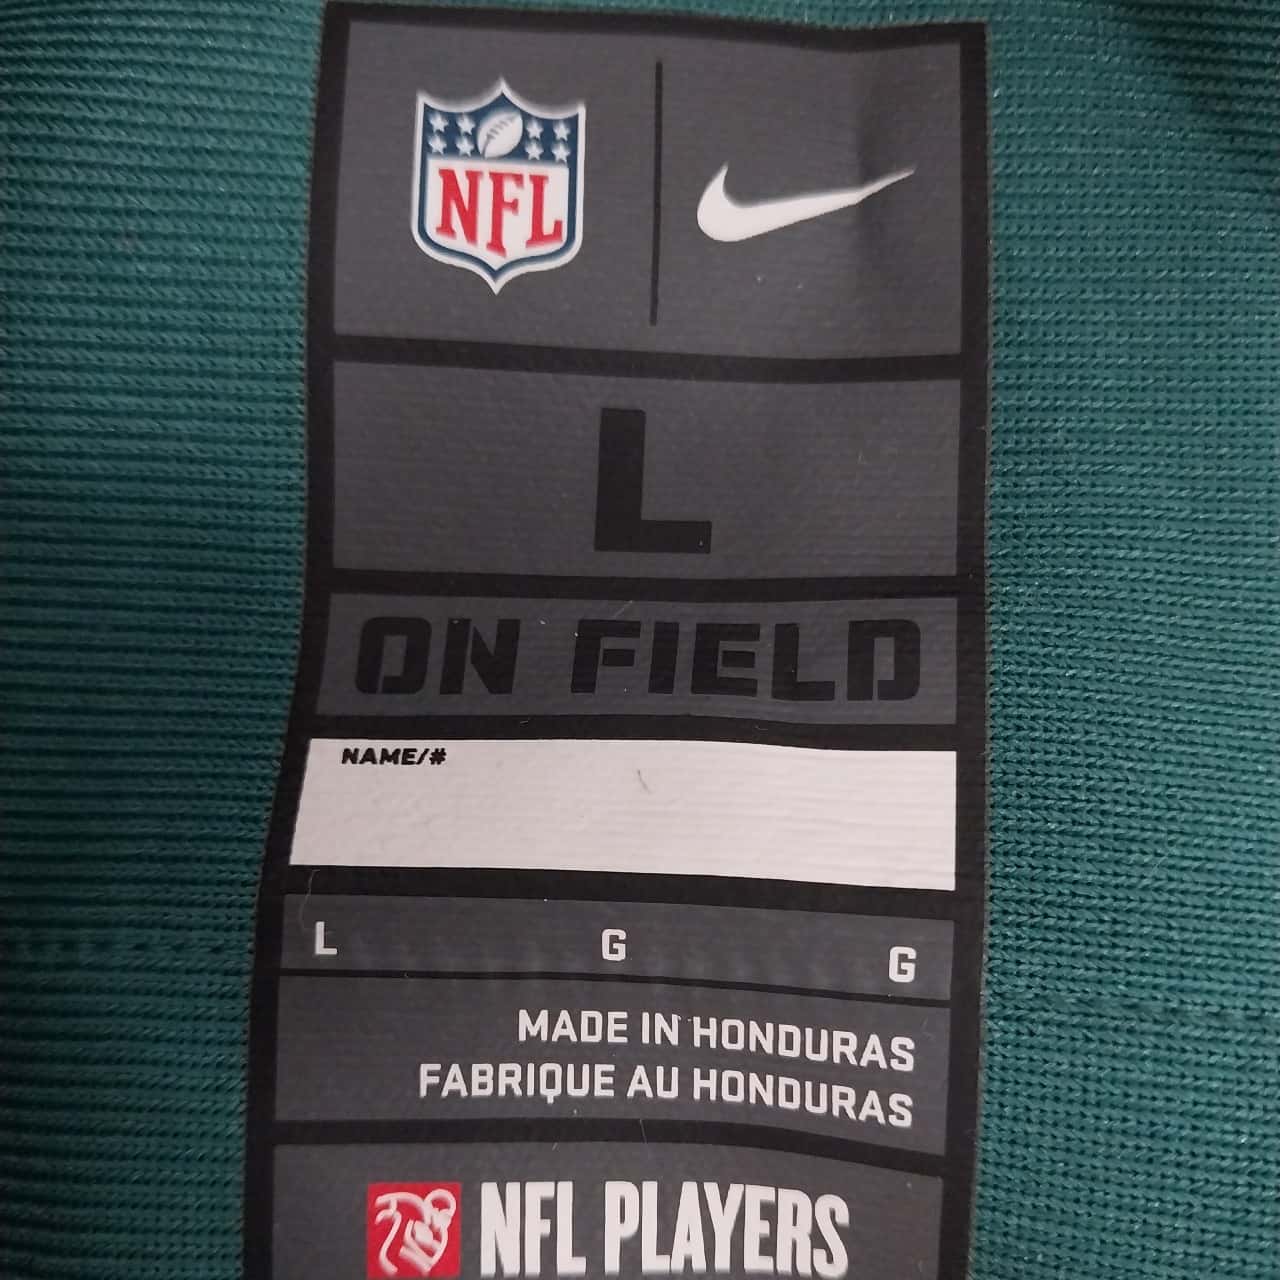 NFL
L
ON FIELD
NAME/#
L G G
MADE IN HONDURAS
FABRIQUE AU HONDURAS
NFL PLAYERS